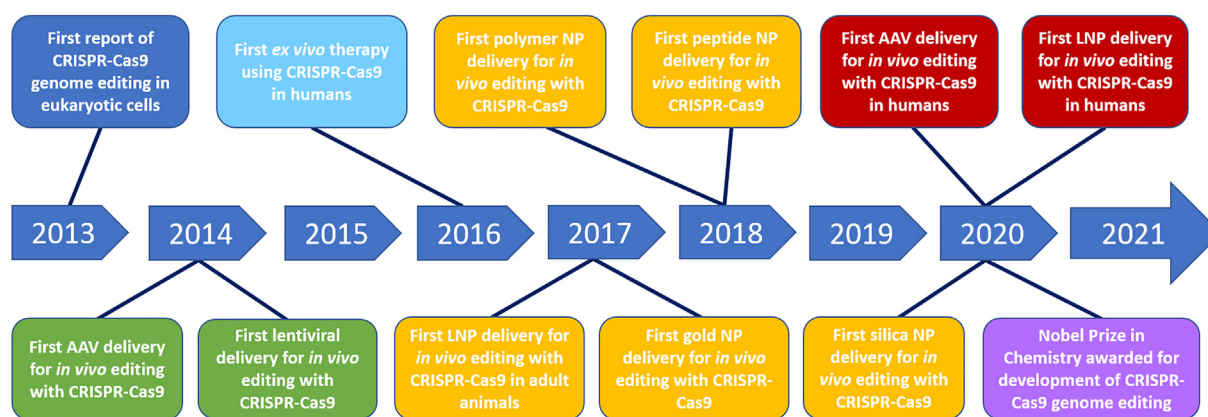 First report of
CRISPR-Cas9
genome editing in
eukaryotic cells
First ex vivo therapy
using CRISPR-Cas9
in humans
First polymer NP
delivery for in
vivo editing with
CRISPR-Cas9
First peptide NP
delivery for in
vivo editing with
CRISPR-Cas9
First AAV delivery
for in vivo editing
with CRISPR-Cas9
in humans
First LNP delivery
for in vivo editing
with CRISPR-Cas9
in humans
2013
2014
2015
2016
2017
2018
2019
2020
2021
First AAV delivery
for in vivo editing
with CRISPR-Cas9
First lentiviral
delivery for in vivo
editing with
CRISPR-Cas9
First LNP delivery for
in vivo editing with
CRISPR-Cas9 in adult
animals
First gold NP
delivery for in vivo
editing with CRISPR-
Cas9
First silica NP
delivery for in
vivo editing with
CRISPR-Cas9
Nobel Prize in
Chemistry awarded for
development of CRISPR-
Cas9 genome editing